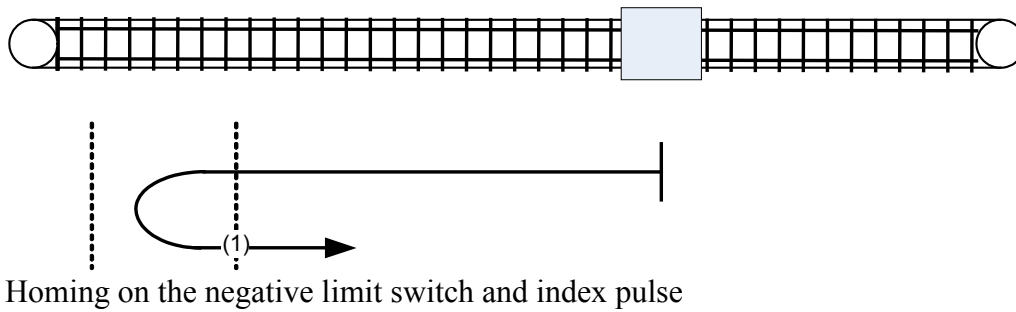 (1)
Homing on the negative limit switch and index pulse